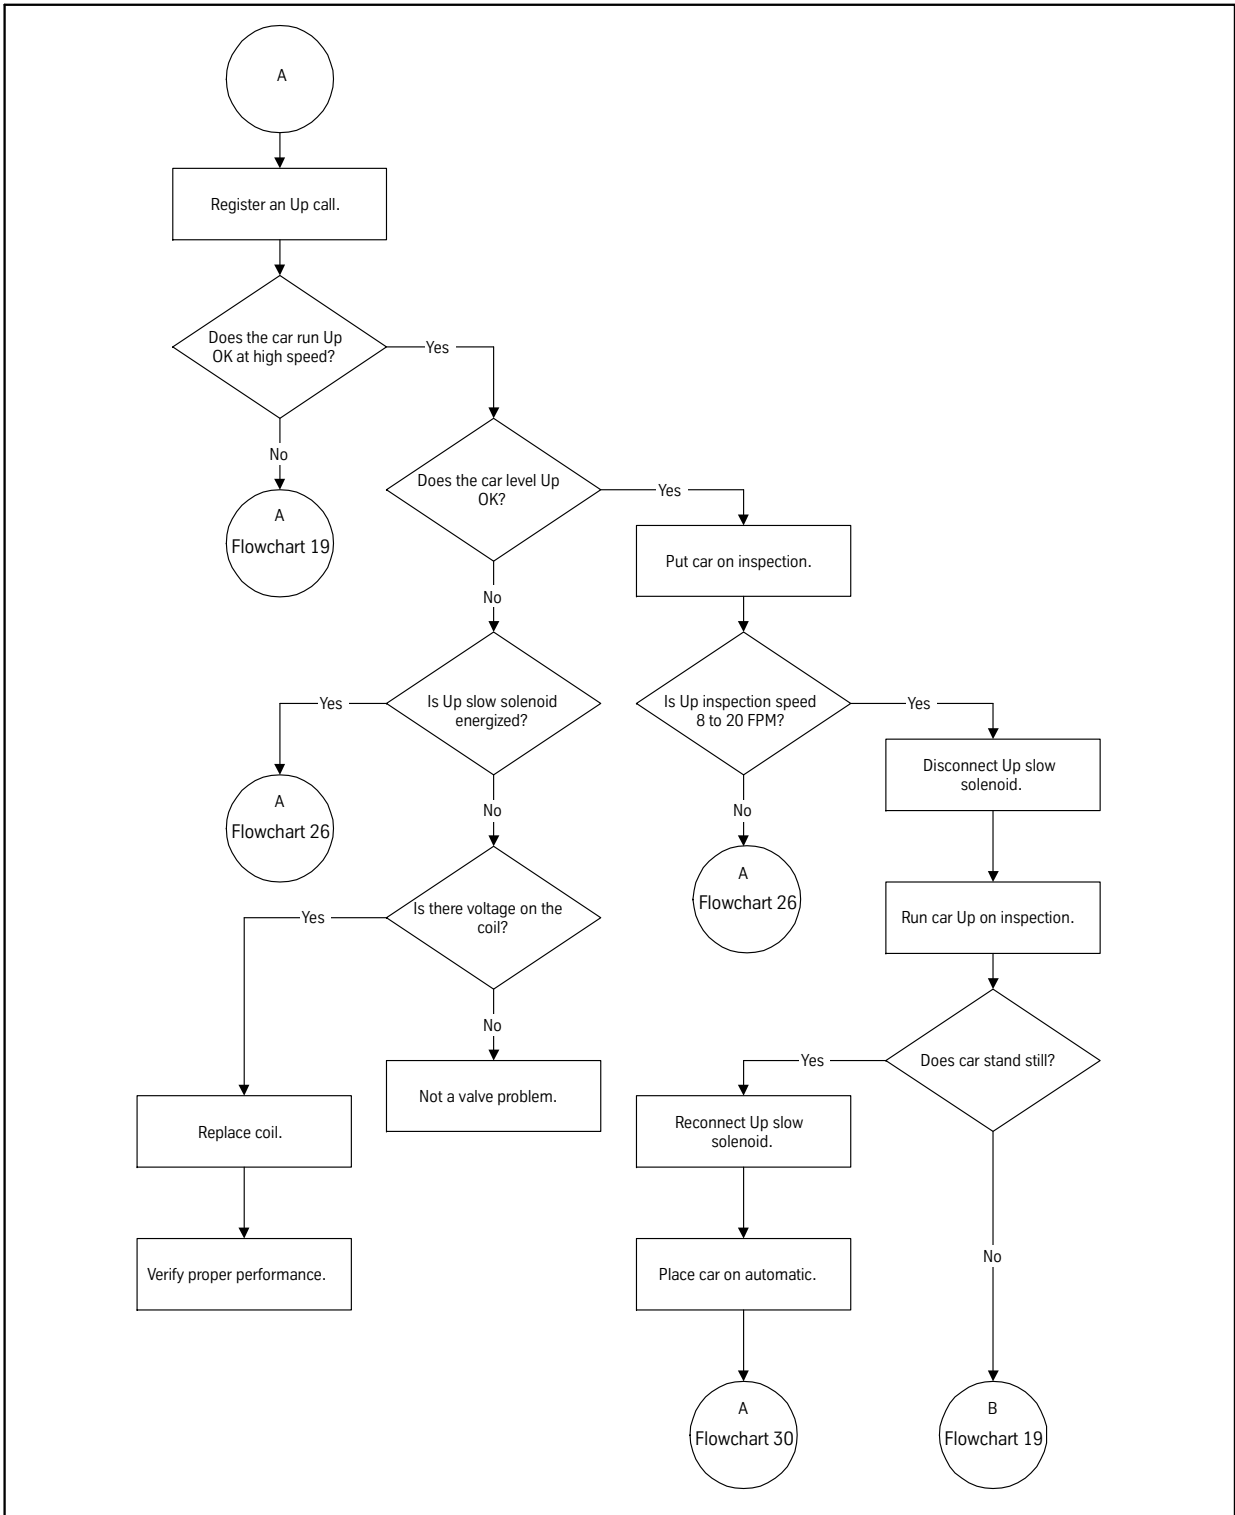 A
Register an Up call.
Does the car run Up
OK at high speed?
Yes
No
A
Flowchart 19
Does the car level Up
OK?
Yes
No
Put car on inspection.
Is Up slow solenoid
energized?
Yes
No
A
Flowchart 26
Is Up inspection speed
8 to 20 FPM?
Yes
No
A
Flowchart 26
Disconnect Up slow
solenoid.
Run car Up on inspection.
Is there voltage on the
coil?
Yes
No
Not a valve problem.
Replace coil.
Verify proper performance.
Does car stand still?
Yes
No
Reconnect Up slow
solenoid.
Place car on automatic.
A
Flowchart 30
B
Flowchart 19